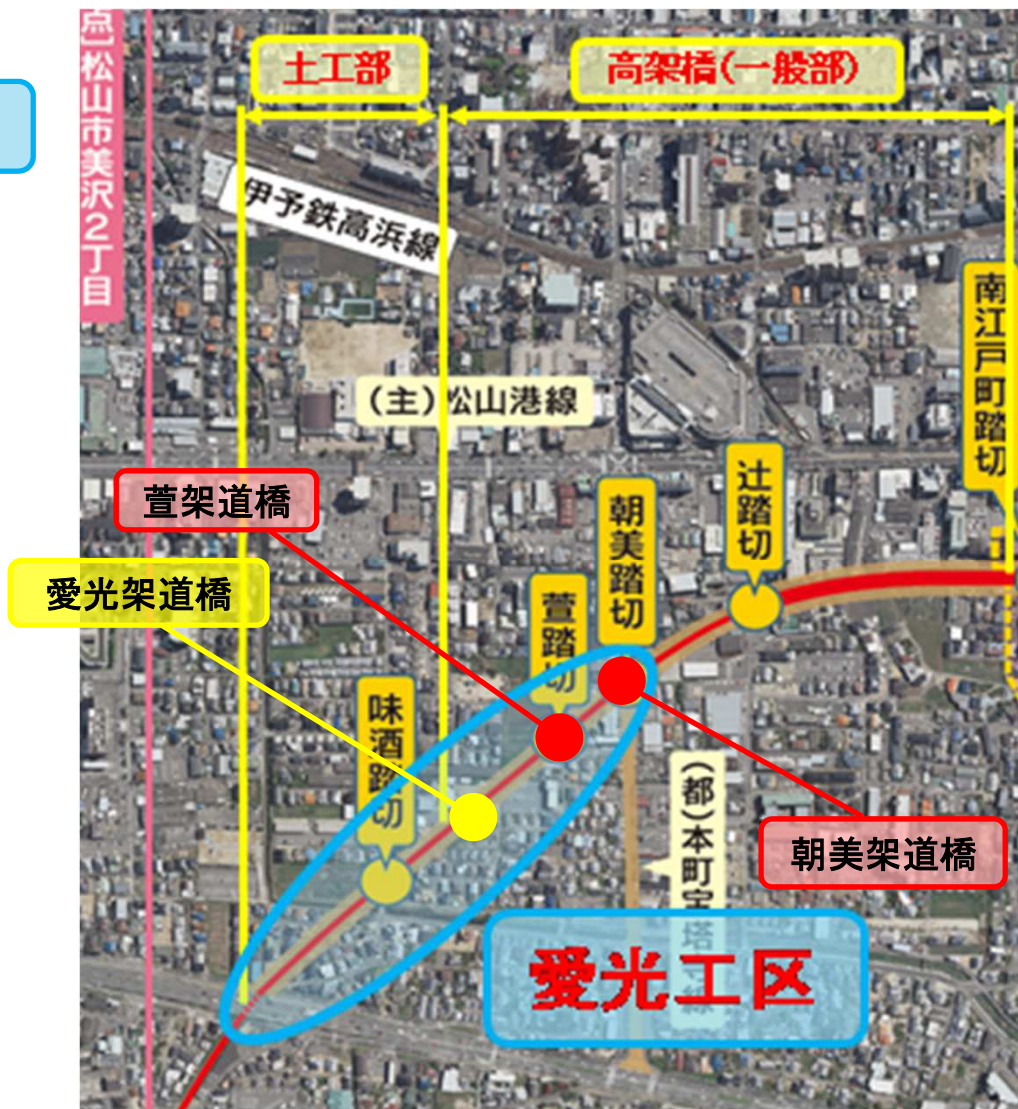 点]松山市美沢2丁目
土工部
高架橋(一般部)
伊予鉄高浜線
(主)松山港線
南江戸町踏切
辻踏切
朝美踏切
萱架道橋
愛光架道橋
萱踏切
味酒踏切
朝美架道橋
(都)本町宝塔線
愛光工区